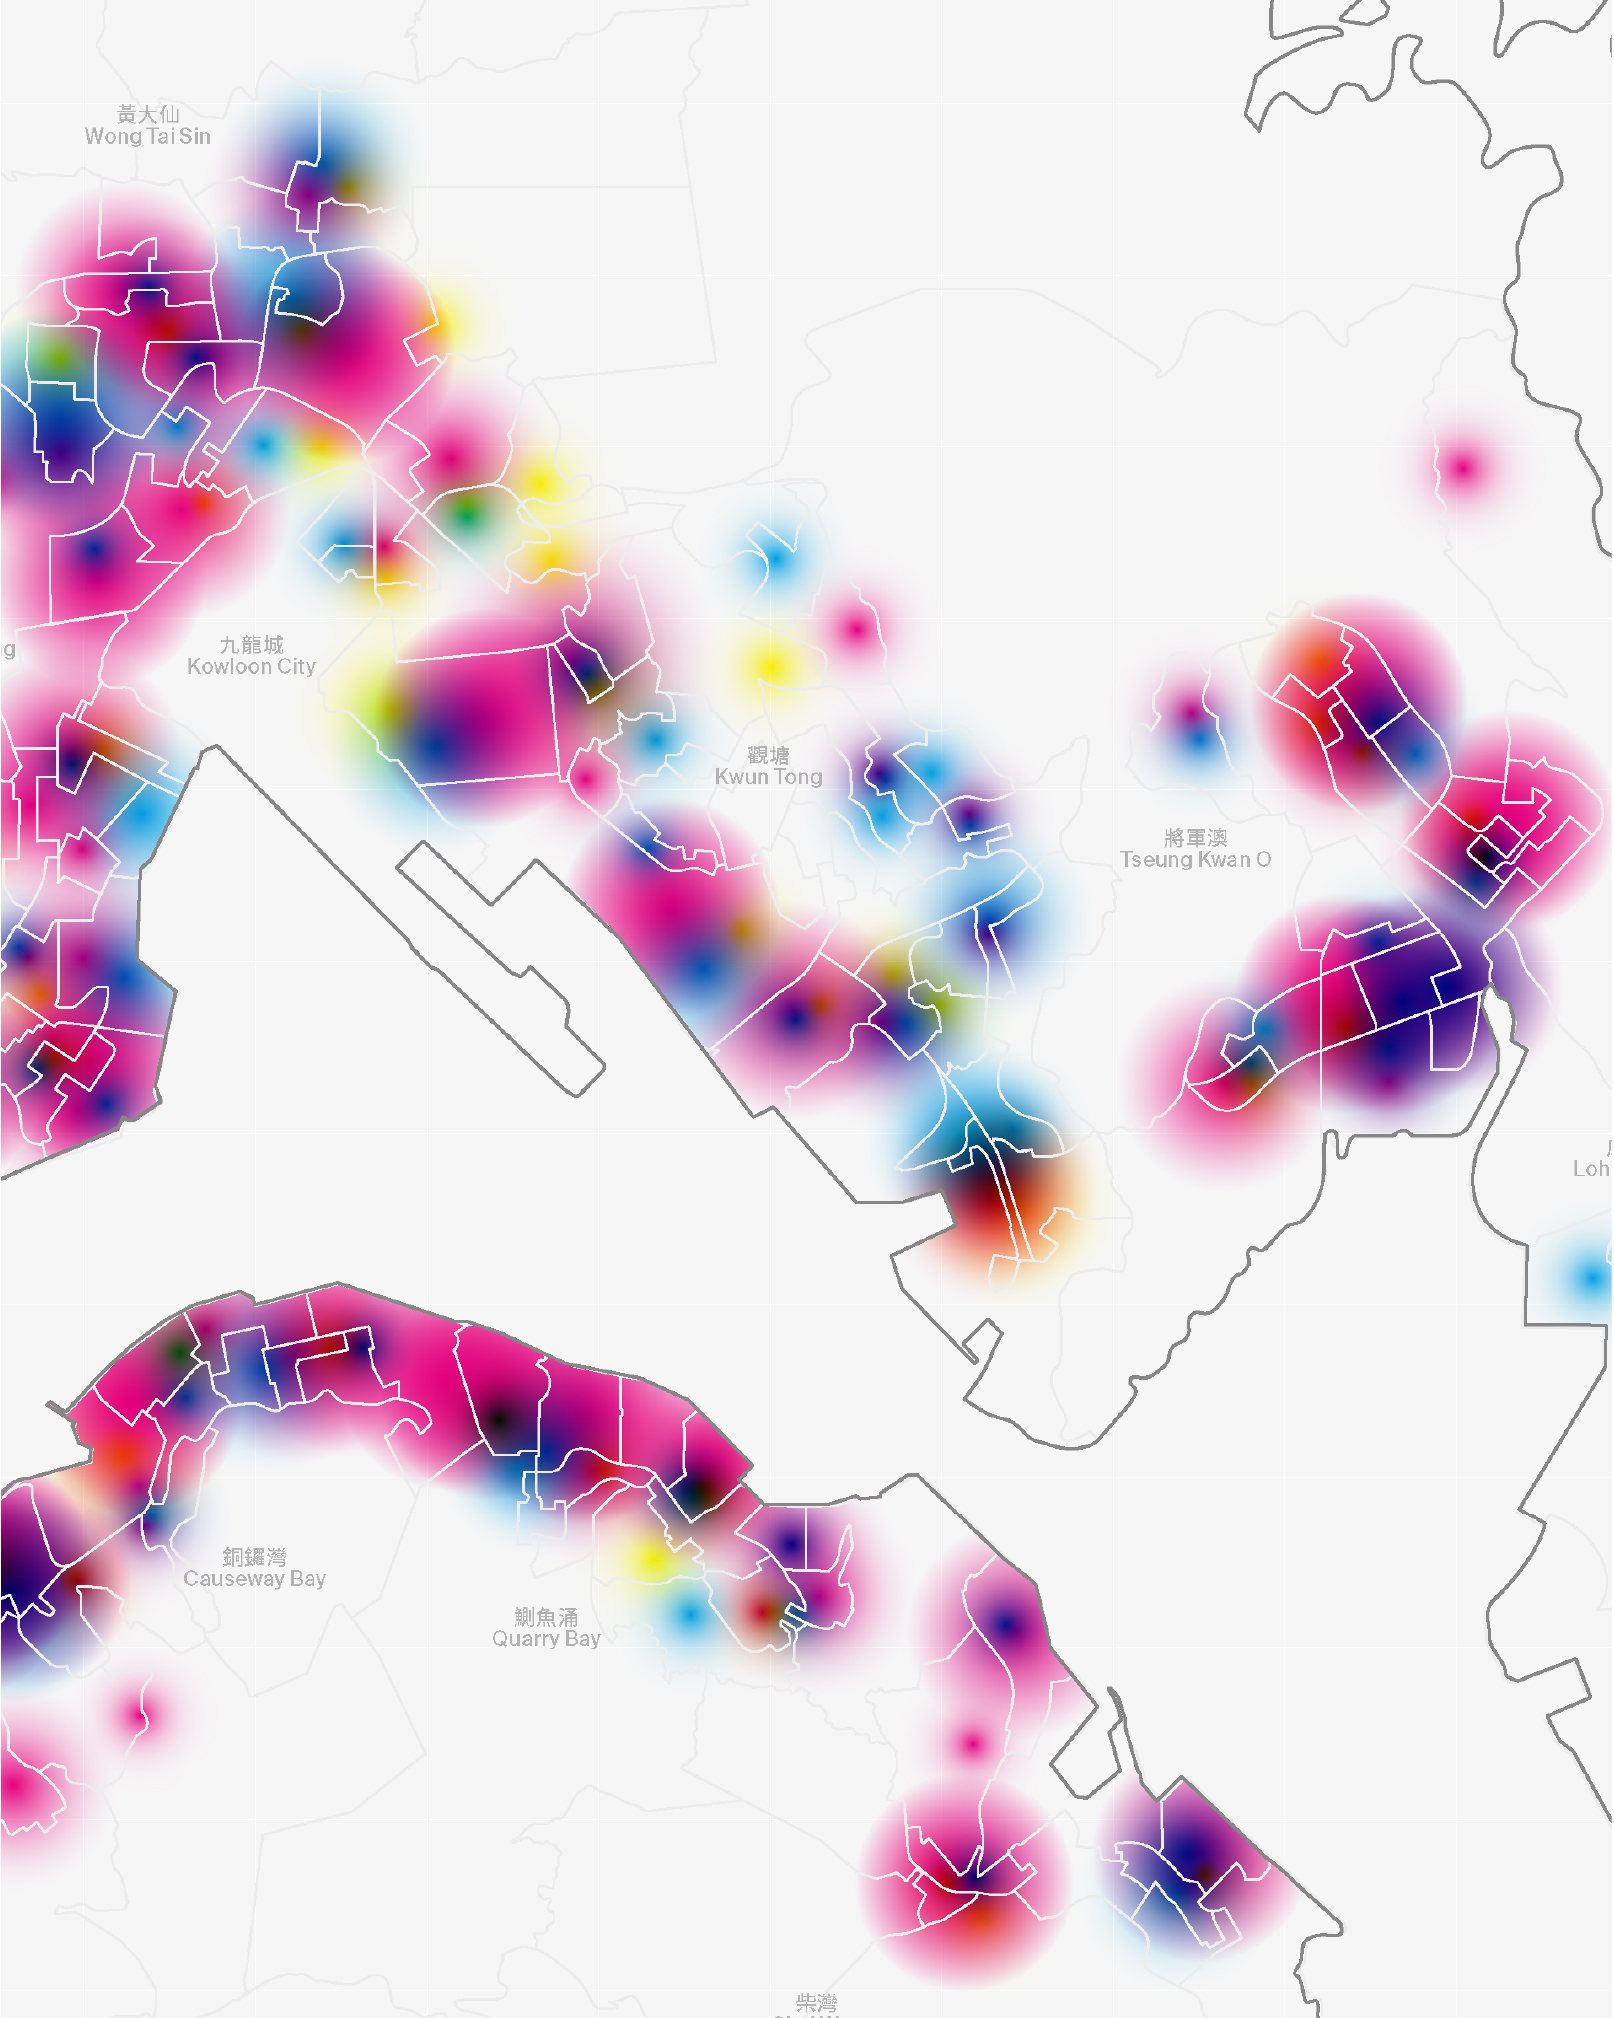 黃大仙
Wong Tai Sin
九龍城
Kowloon City
觀塘
Kwun Tong
將軍澳
Tseung Kwan O
Loh
銅鑼灣
Causeway Bay
鰂魚涌
Quarry Bay
柴灣